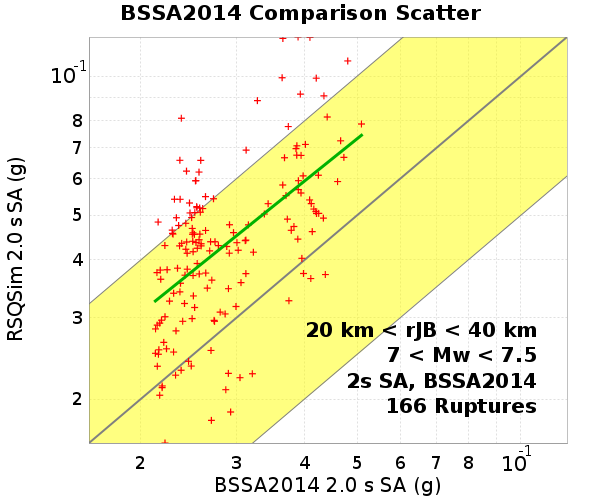 BSSA2014 Comparison Scatter
RSQSim 2.0 s SA (g)
10-1
8
7
6
5
4
3
2
20 km < rJB < 40 km
7 < Mw < 7.5
2s SA, BSSA2014
166 Ruptures
2 3 4 5 6 7 8 10-1
BSSA2014 2.0 s SA (g)